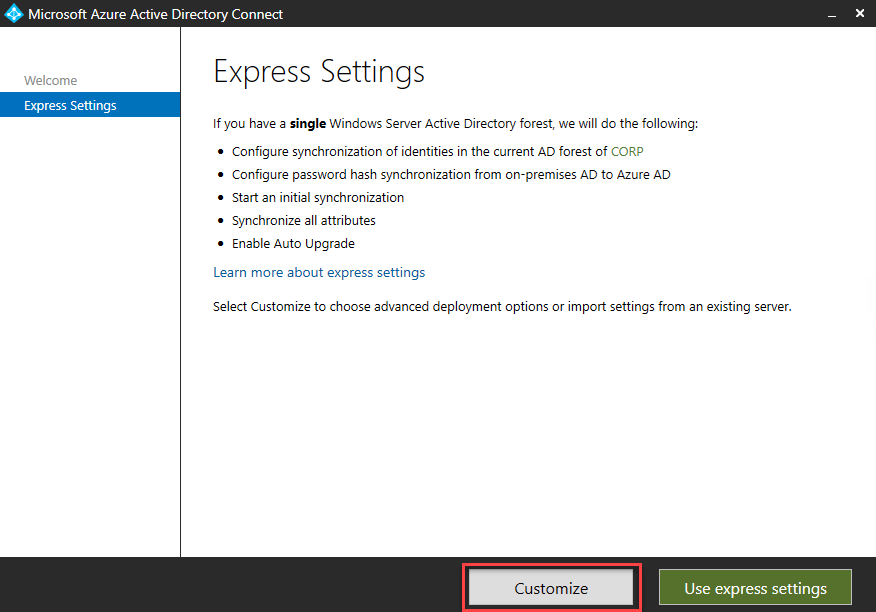 Microsoft Azure Active Directory Connect
Welcome
Express Settings
Express Settings
If you have a single Windows Server Active Directory forest, we will do the following:
• Configure synchronization of identities in the current AD forest of CORP
• Configure password hash synchronization from on-premises AD to Azure AD
• Start an initial synchronization
• Synchronize all attributes
• Enable Auto Upgrade
Learn more about express settings
Select Customize to choose advanced deployment options or import settings from an existing server.
Customize
Use express settings